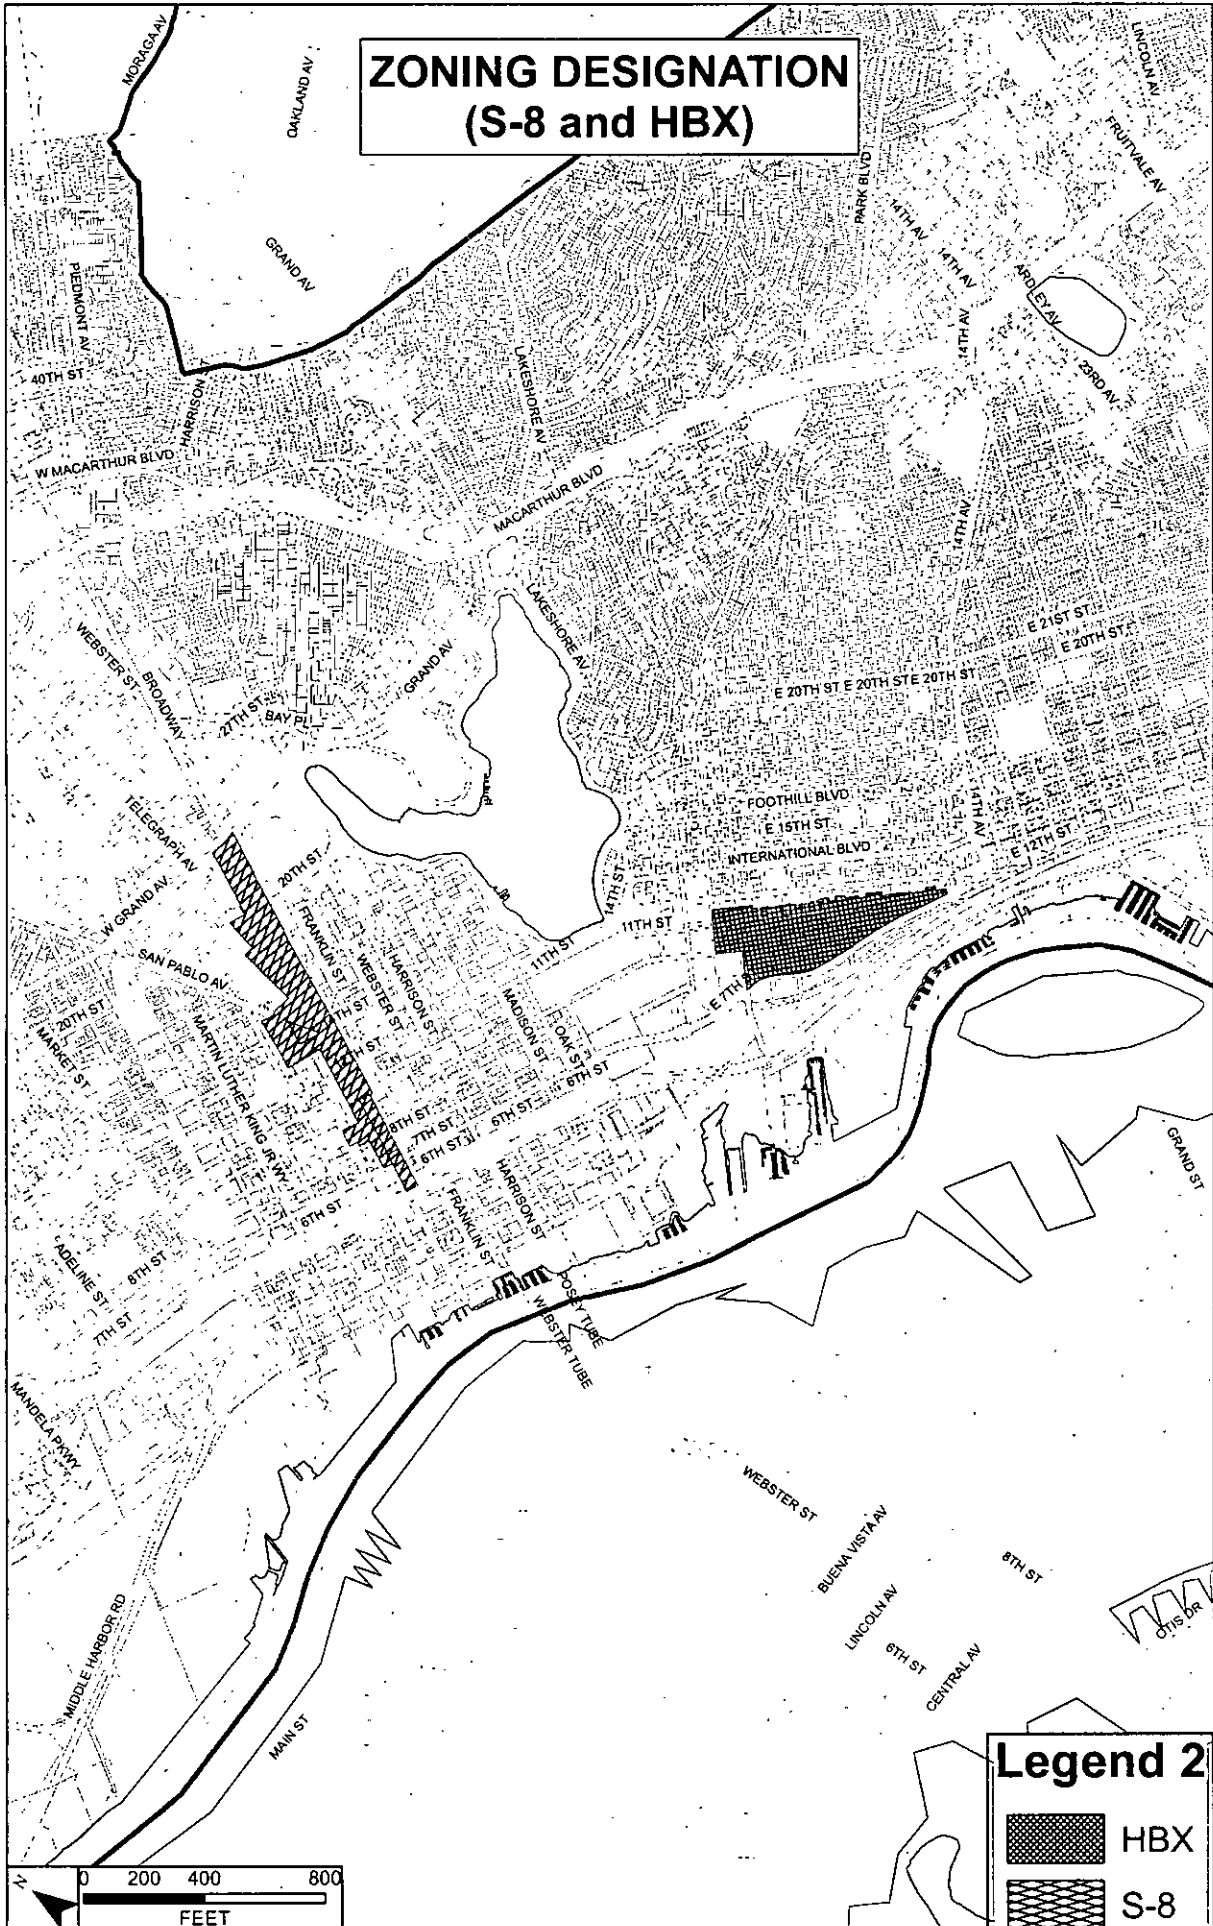 ZONING DESIGNATION
(S-8 and HBX)
MORAGA AV
OAKLAND AV
LINCOLN AV
FRUITVALE AV
PARK BLVD
14TH AV
14TH AV
GRAND AV
PIEDMONT AV
ARDLEY AV
14TH AV
23RD AV
40TH ST
HARRISON ST
LAKESHORE AV
W MACARTHUR BLVD
MACARTHUR BLVD
14TH AV
LAKESHORE AV
E 21ST ST
E 20TH ST
WEBSTER ST
BROADWAY
GRAND AV
E 20TH ST E 20TH ST E 20TH ST
27TH ST
BAY PL
FOOTHILL BLVD
E 15TH ST
14TH AV
E 12TH ST
INTERNATIONAL BLVD
TELEGRAPH AV
20TH ST
W GRAND AV
14TH ST
11TH ST
11TH ST
FRANKLIN ST
WEBSTER ST
HARRISON ST
SAN PABLO AV
E 7TH ST
MADISON ST
OAK ST
20TH ST
MARKET ST
MARTIN LUTHER KING JR WY
6TH ST
8TH ST
7TH ST
6TH ST
6TH ST
GRAND ST
HARRISON ST
FRANKLIN ST
6TH ST
ADELINE ST
8TH ST
7TH ST
POSEY TUBE
WEBSTER TUBE
MANDELA PKWY
WEBSTER ST
BUENA VISTA AV
8TH ST
LINCOLN AV
OTIS DR
6TH ST
CENTRAL AV
MIDDLE HARBOR RD
MAIN ST
Legend 2
HBX
S-8
N
0 200 400 800
FEET